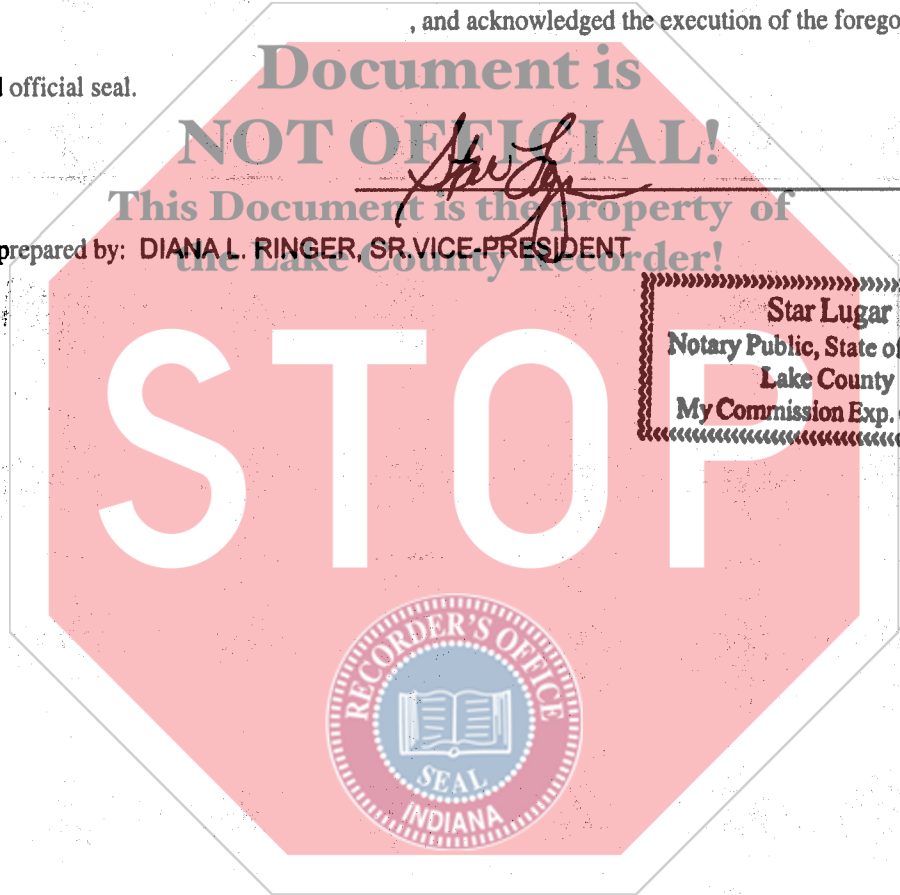 , and acknowledged the execution of the forego
Document is
official seal.
NOT OFFICIAL!
Star Lugar
This Document is the property of
prepared by: DIANA L. RINGER, SR.VICE-PRESIDENT
the Lake County Recorder!
Star Lugar
Notary Public, State of
Lake County
My Commission Exp.
STOP
RECORDER'S OFFICE
SEAL
INDIANA